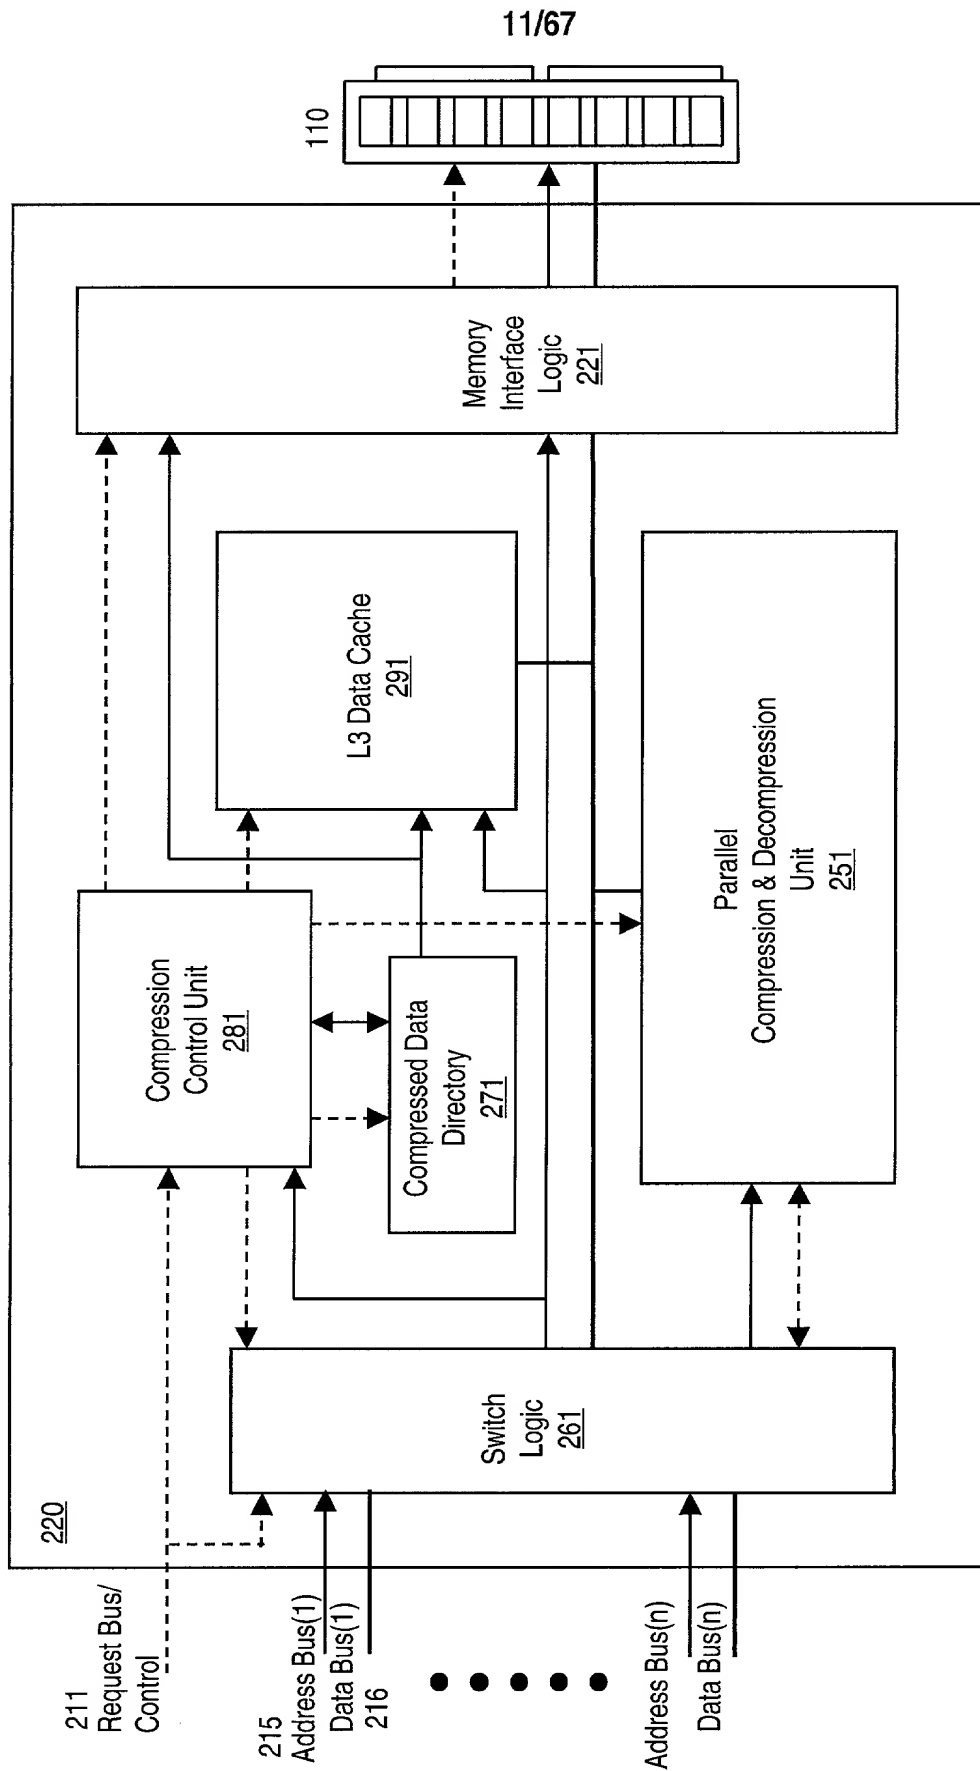 11/67
110
220
211
Request Bus/
Control
215
Address Bus(1)
Data Bus(1)
216
Address Bus(n)
Data Bus(n)
Switch
Logic
261
Compression
Control Unit
281
Compressed Data
Directory
271
L3 Data Cache
291
Parallel
Compression & Decompression
Unit
251
Memory
Interface
Logic
221